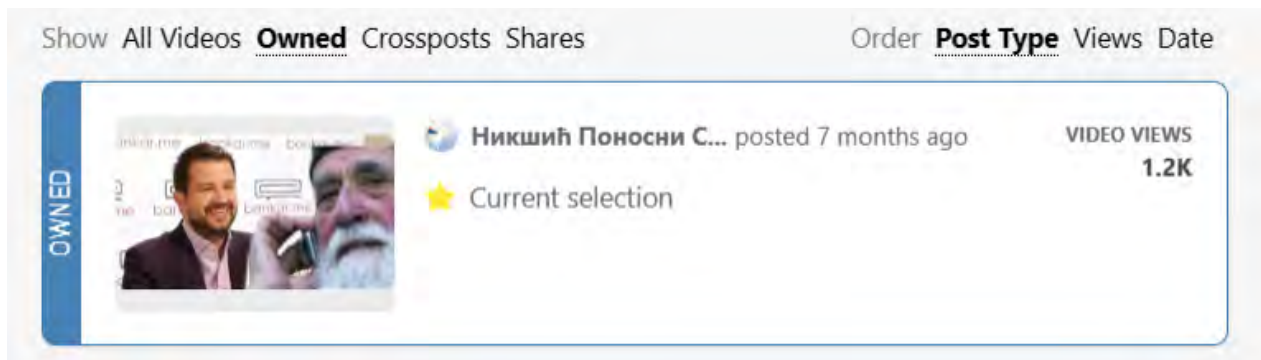 Show All Videos Owned Crossposts Shares Order Post Type Views Date
OWNED
Никшић Поносни С... posted 7 months ago
Current selection
VIDEO VIEWS
1.2K